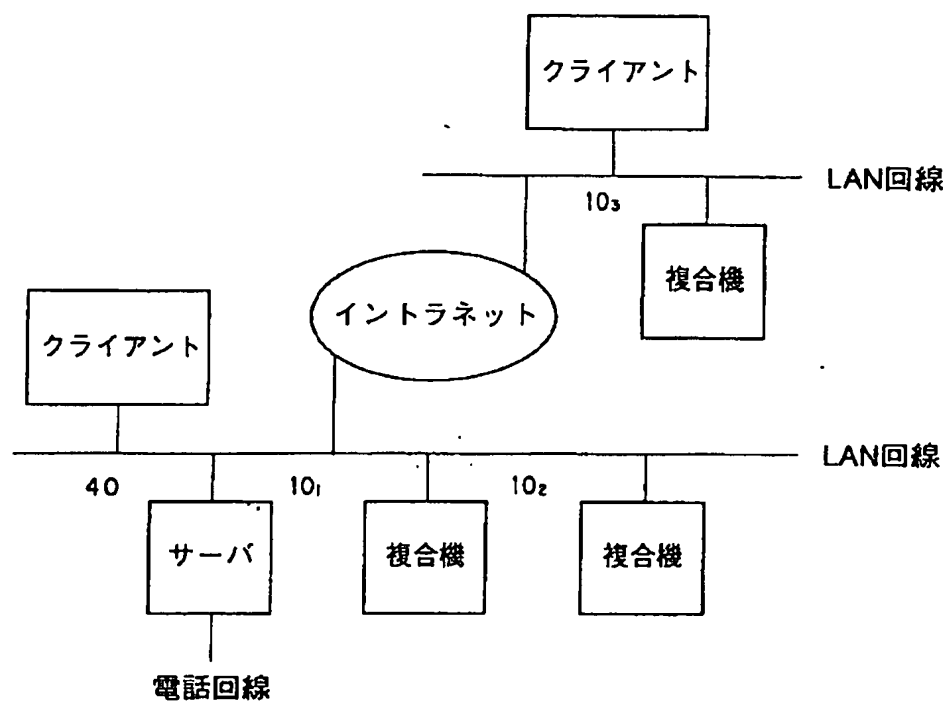 クライアント
LAN回線
10₃
複合機
イントラネット
クライアント
LAN回線
40
10₁
10₂
サーバ
複合機
複合機
電話回線